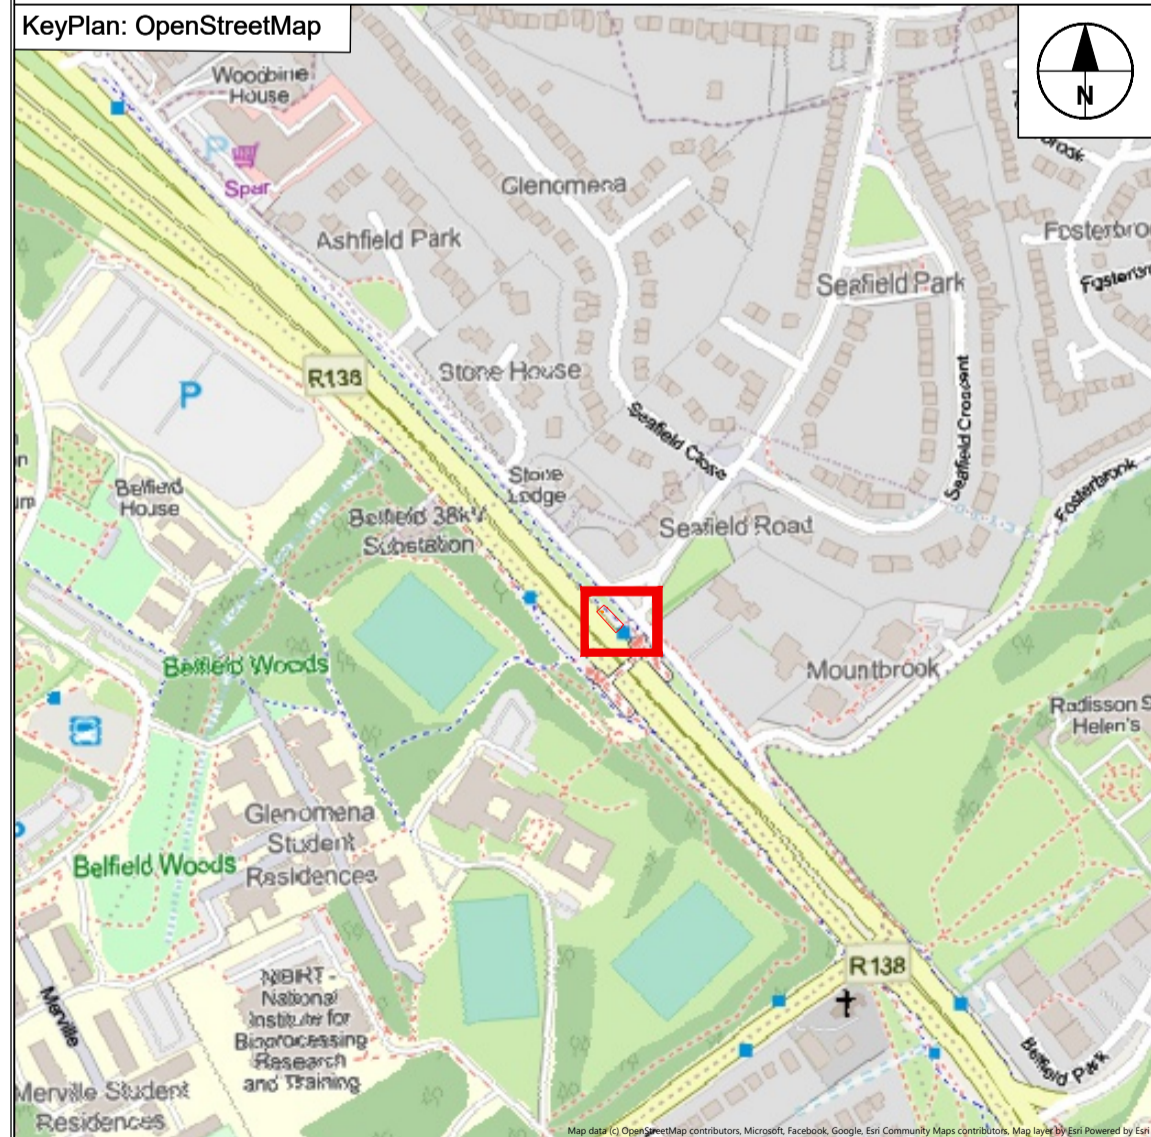 KeyPlan: OpenStreetMap
N
Woodbine
House
P
Spar
Glenomena
Ashfield Park
Fosterbro
Seafield Park
Fosterbr
R138
Stone House
P
Seafield Close
Seafield Crescent
Fosterbrook
Stone
Lodge
Belfield
House
Belfield 38kV
Substation
Seafield Road
Belfield Woods
Mountbrook
Radisson S
Helen's
Glenomena
Student
Residences
Belfield Woods
R138
NIBRT -
National
Institute for
Bioprocessing
Research
and Training
Merville
Belfield Park
Merville Student
Residences
Map data (c) OpenStreetMap contributors, Microsoft, Facebook, Google, Esri Community Maps contributors, Map layer by Esri Powered by Esri